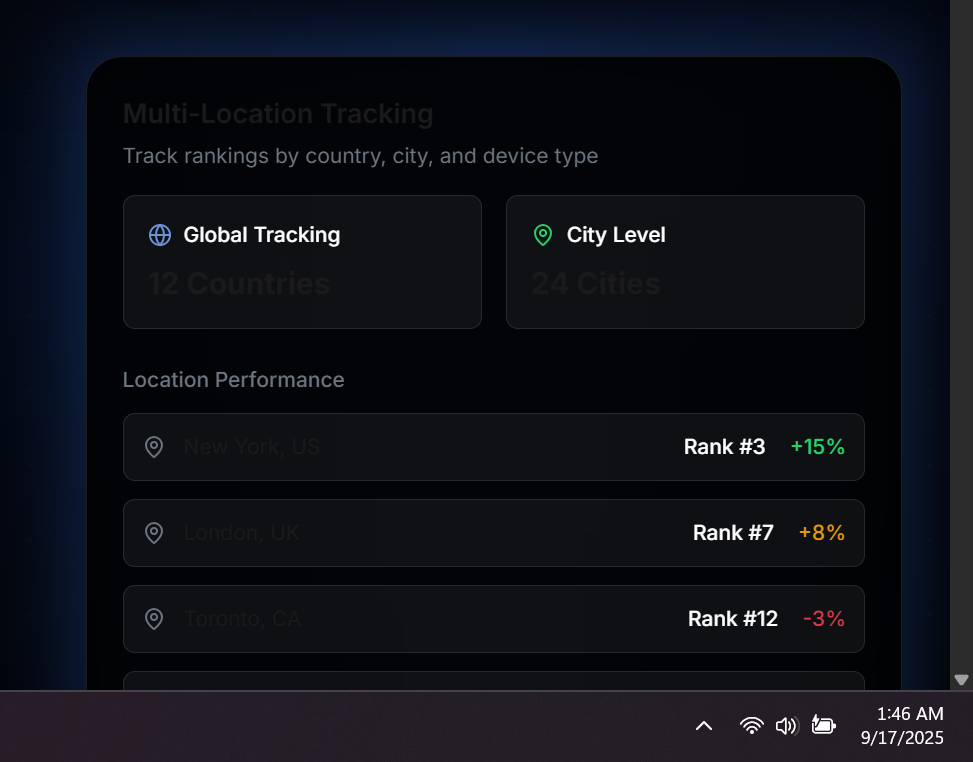 Multi-Location Tracking
Track rankings by country, city, and device type
Global Tracking
12 Countries
City Level
24 Cities
Location Performance
New York, US Rank #3 +15%
London, UK Rank #7 +8%
Toronto, CA Rank #12 -3%
1:46 AM
9/17/2025